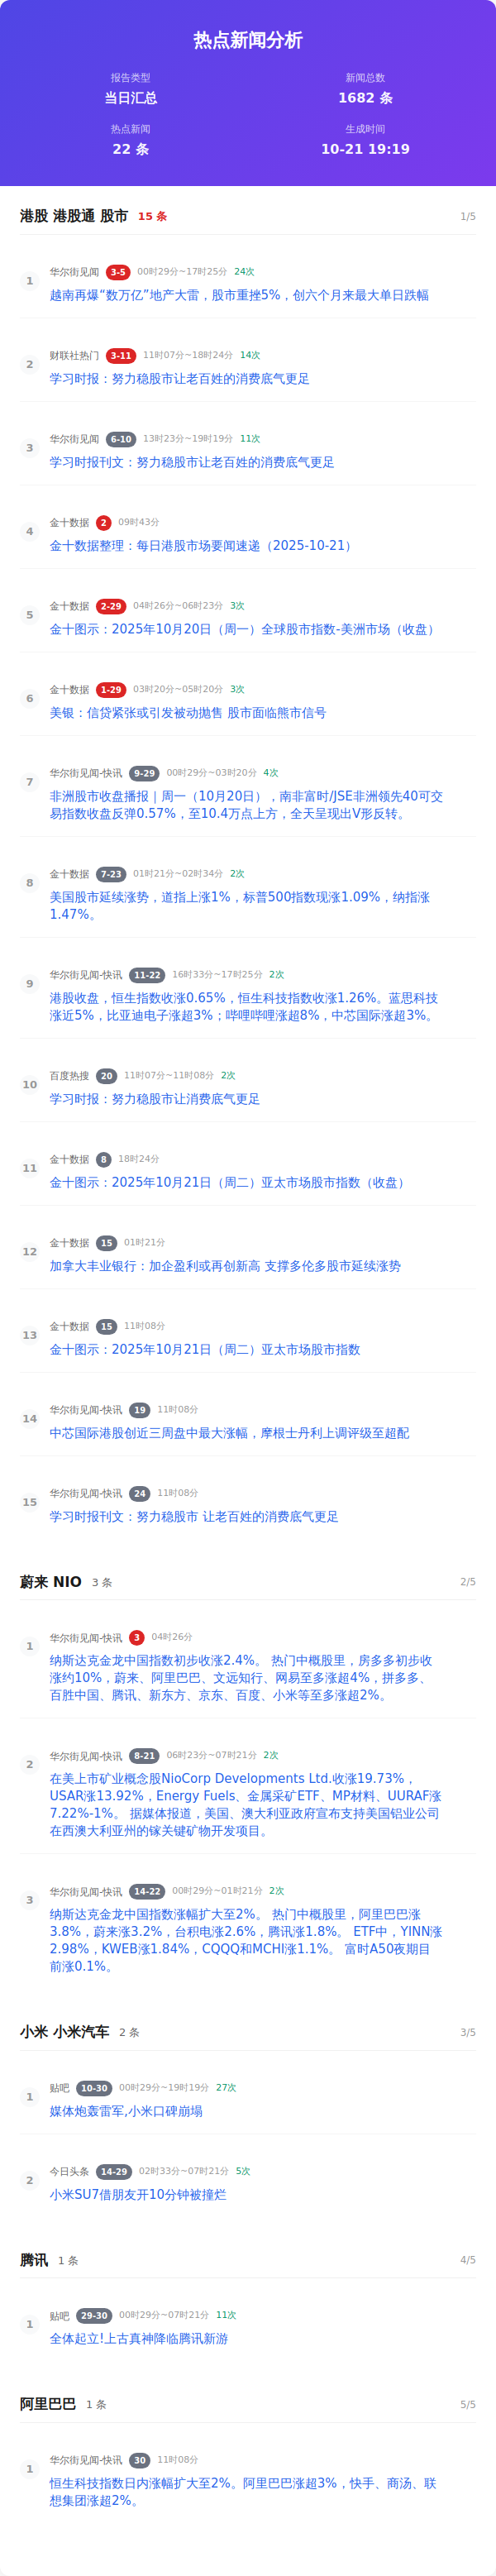 热点新闻分析
报告类型
新闻总数
当日汇总
1682 条
热点新闻
生成时间
22 条
10-21 19:19
港股 港股通 股市 15 条 1/5
1
华尔街见闻 3-5 00时29分~17时25分 24次
越南再爆“数万亿”地产大雷，股市重挫5%，创六个月来最大单日跌幅
2
财联社热门 3-11 11时07分~18时24分 14次
学习时报：努力稳股市让老百姓的消费底气更足
3
华尔街见闻 6-10 13时23分~19时19分 11次
学习时报刊文：努力稳股市让老百姓的消费底气更足
4
金十数据 2 09时43分
金十数据整理：每日港股市场要闻速递（2025-10-21）
5
金十数据 2-29 04时26分~06时23分 3次
金十图示：2025年10月20日（周一）全球股市指数-美洲市场（收盘）
6
金十数据 1-29 03时20分~05时20分 3次
美银：信贷紧张或引发被动抛售 股市面临熊市信号
7
华尔街见闻-快讯 9-29 00时29分~03时20分 4次
非洲股市收盘播报｜周一（10月20日），南非富时/JSE非洲领先40可交
易指数收盘反弹0.57%，至10.4万点上方，全天呈现出V形反转。
8
金十数据 7-23 01时21分~02时34分 2次
美国股市延续涨势，道指上涨1%，标普500指数现涨1.09%，纳指涨
1.47%。
9
华尔街见闻-快讯 11-22 16时33分~17时25分 2次
港股收盘，恒生指数收涨0.65%，恒生科技指数收涨1.26%。蓝思科技
涨近5%，比亚迪电子涨超3%；哔哩哔哩涨超8%，中芯国际涨超3%。
10
百度热搜 20 11时07分~11时08分 2次
学习时报：努力稳股市让消费底气更足
11
金十数据 8 18时24分
金十图示：2025年10月21日（周二）亚太市场股市指数（收盘）
12
金十数据 15 01时21分
加拿大丰业银行：加企盈利或再创新高 支撑多伦多股市延续涨势
13
金十数据 15 11时08分
金十图示：2025年10月21日（周二）亚太市场股市指数
14
华尔街见闻-快讯 19 11时08分
中芯国际港股创近三周盘中最大涨幅，摩根士丹利上调评级至超配
15
华尔街见闻-快讯 24 11时08分
学习时报刊文：努力稳股市 让老百姓的消费底气更足
蔚来 NIO 3 条 2/5
1
华尔街见闻-快讯 3 04时26分
纳斯达克金龙中国指数初步收涨2.4%。 热门中概股里，房多多初步收
涨约10%，蔚来、阿里巴巴、文远知行、网易至多涨超4%，拼多多、
百胜中国、腾讯、新东方、京东、百度、小米等至多涨超2%。
2
华尔街见闻-快讯 8-21 06时23分~07时21分 2次
在美上市矿业概念股NioCorp Developments Ltd.收涨19.73%，
USAR涨13.92%，Energy Fuels、金属采矿ETF、MP材料、UURAF涨
7.22%-1%。 据媒体报道，美国、澳大利亚政府宣布支持美国铝业公司
在西澳大利亚州的镓关键矿物开发项目。
3
华尔街见闻-快讯 14-22 00时29分~01时21分 2次
纳斯达克金龙中国指数涨幅扩大至2%。 热门中概股里，阿里巴巴涨
3.8%，蔚来涨3.2%，台积电涨2.6%，腾讯涨1.8%。 ETF中，YINN涨
2.98%，KWEB涨1.84%，CQQQ和MCHI涨1.1%。 富时A50夜期目
前涨0.1%。
小米 小米汽车 2 条 3/5
1
贴吧 10-30 00时29分~19时19分 27次
媒体炮轰雷军,小米口碑崩塌
2
今日头条 14-29 02时33分~07时21分 5次
小米SU7借朋友开10分钟被撞烂
腾讯 1 条 4/5
1
贴吧 29-30 00时29分~07时21分 11次
全体起立!上古真神降临腾讯新游
阿里巴巴 1 条 5/5
1
华尔街见闻-快讯 30 11时08分
恒生科技指数日内涨幅扩大至2%。阿里巴巴涨超3%，快手、商汤、联
想集团涨超2%。